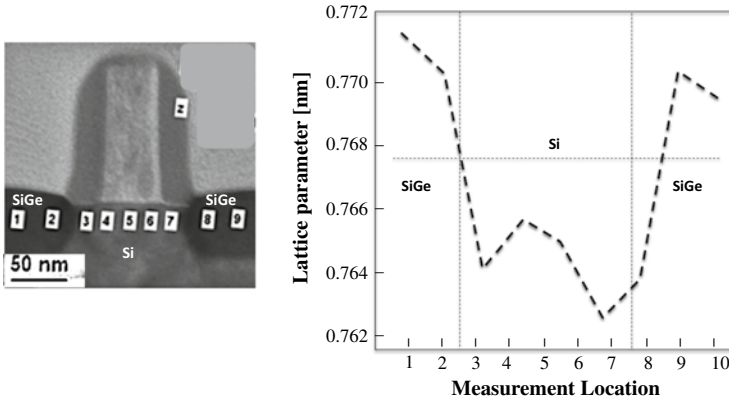 z
SiGe
SiGe
1 2 3 4 5 6 7 8 9
Si
50 nm
Lattice parameter [nm]
0.772
0.770
0.768
0.766
0.764
0.762
Si
SiGe
SiGe
1 2 3 4 5 6 7 8 9 10
Measurement Location